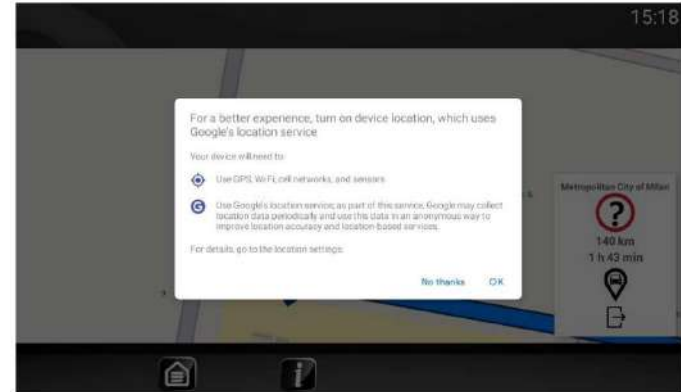 15:18
For a better experience, turn on device location, which uses
Google's location service
Your device will need to:
Use GPS, Wi-Fi, cell networks, and sensors
Use Google's location service; as part of this service, Google may collect
location data periodically and use this data in an anonymous way to
improve location accuracy and location-based services.
For details, go to the location settings.
No thanks OK
Metropolitan City of Milan
?
140 km
1 h 43 min